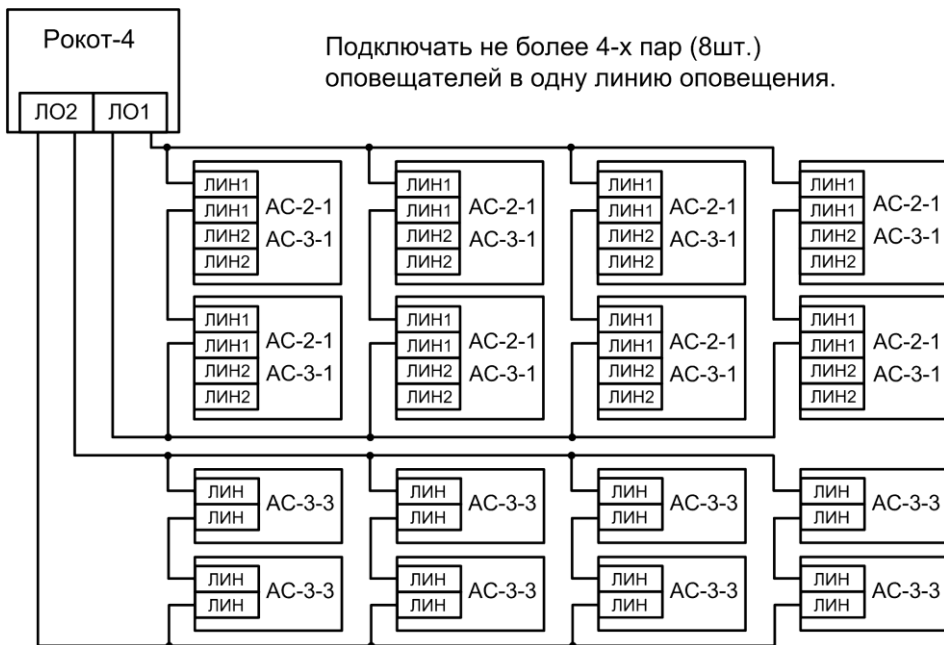 Рокот-4
Подключать не более 4-х пар (8шт.)
оповещателей в одну линию оповещения.
ЛО2 ЛО1
ЛИН1 ЛИН1 ЛИН1 ЛИН1
ЛИН1 АС-2-1 ЛИН1 АС-2-1 ЛИН1 АС-2-1 ЛИН1 АС-2-1
ЛИН2 АС-3-1 ЛИН2 АС-3-1 ЛИН2 АС-3-1 ЛИН2 АС-3-1
ЛИН2 ЛИН2 ЛИН2 ЛИН2
ЛИН1 ЛИН1 ЛИН1 ЛИН1
ЛИН1 АС-2-1 ЛИН1 АС-2-1 ЛИН1 АС-2-1 ЛИН1 АС-2-1
ЛИН2 АС-3-1 ЛИН2 АС-3-1 ЛИН2 АС-3-1 ЛИН2 АС-3-1
ЛИН2 ЛИН2 ЛИН2 ЛИН2
ЛИН АС-3-3 ЛИН АС-3-3 ЛИН АС-3-3 ЛИН АС-3-3
ЛИН ЛИН ЛИН ЛИН
ЛИН АС-3-3 ЛИН АС-3-3 ЛИН АС-3-3 ЛИН АС-3-3
ЛИН ЛИН ЛИН ЛИН